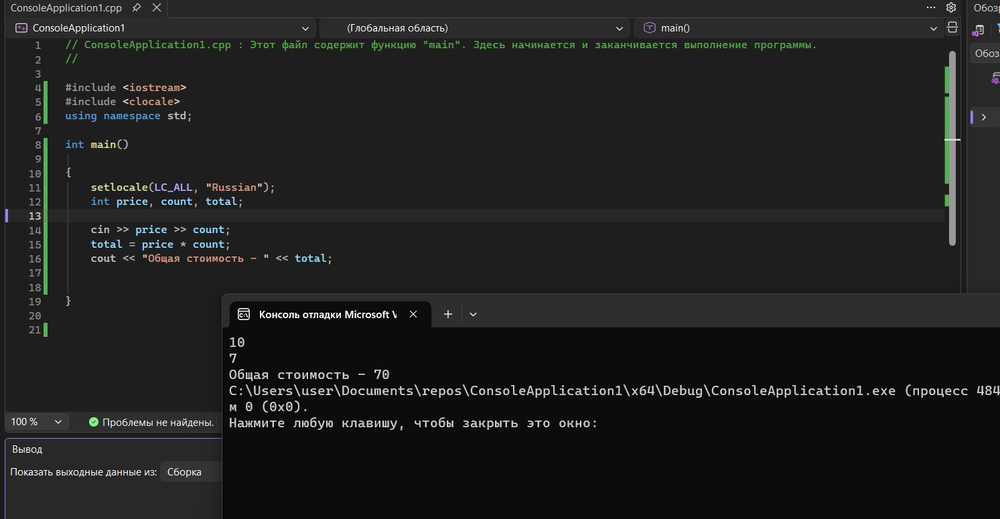 ConsoleApplication1.cpp
Обоз
ConsoleApplication1 (Глобальная область) main()
Обоз
1 // ConsoleApplication1.cpp : Этот файл содержит функцию "main". Здесь начинается и заканчивается выполнение программы.
2 //
3
4 #include <iostream>
5 #include <clocale>
6 using namespace std;
7
8 int main()
9
10 {
11 setlocale(LC_ALL, "Russian");
12 int price, count, total;
13
14 cin >> price >> count;
15 total = price * count;
16 cout << "Общая стоимость - " << total;
17
18
19 }
20
21
Консоль отладки Microsoft V
10
7
Общая стоимость - 70
C:\Users\user\Documents\repos\ConsoleApplication1\x64\Debug\ConsoleApplication1.exe (процесс 484
м 0 (0x0).
Нажмите любую клавишу, чтобы закрыть это окно:
100 % Проблемы не найдены.
Вывод
Показать выходные данные из: Сборка